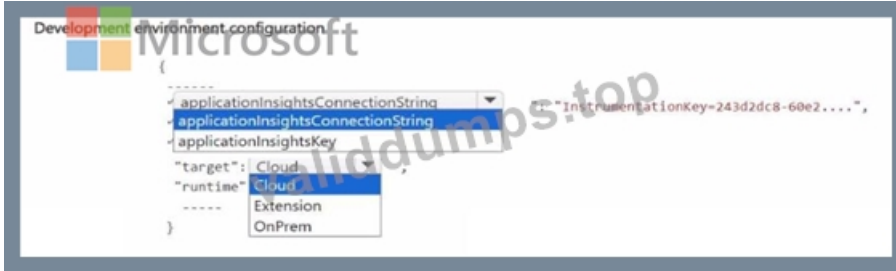 Development environment configuration
Microsoft
{
applicationInsightsConnectionString ": "InstrumentationKey=243d2dc8-60e2....",
applicationInsightsConnectionString
applicationInsightsKey
"target": Cloud ,
"runtime" Cloud
Extension
OnPrem
}
validdumps.top